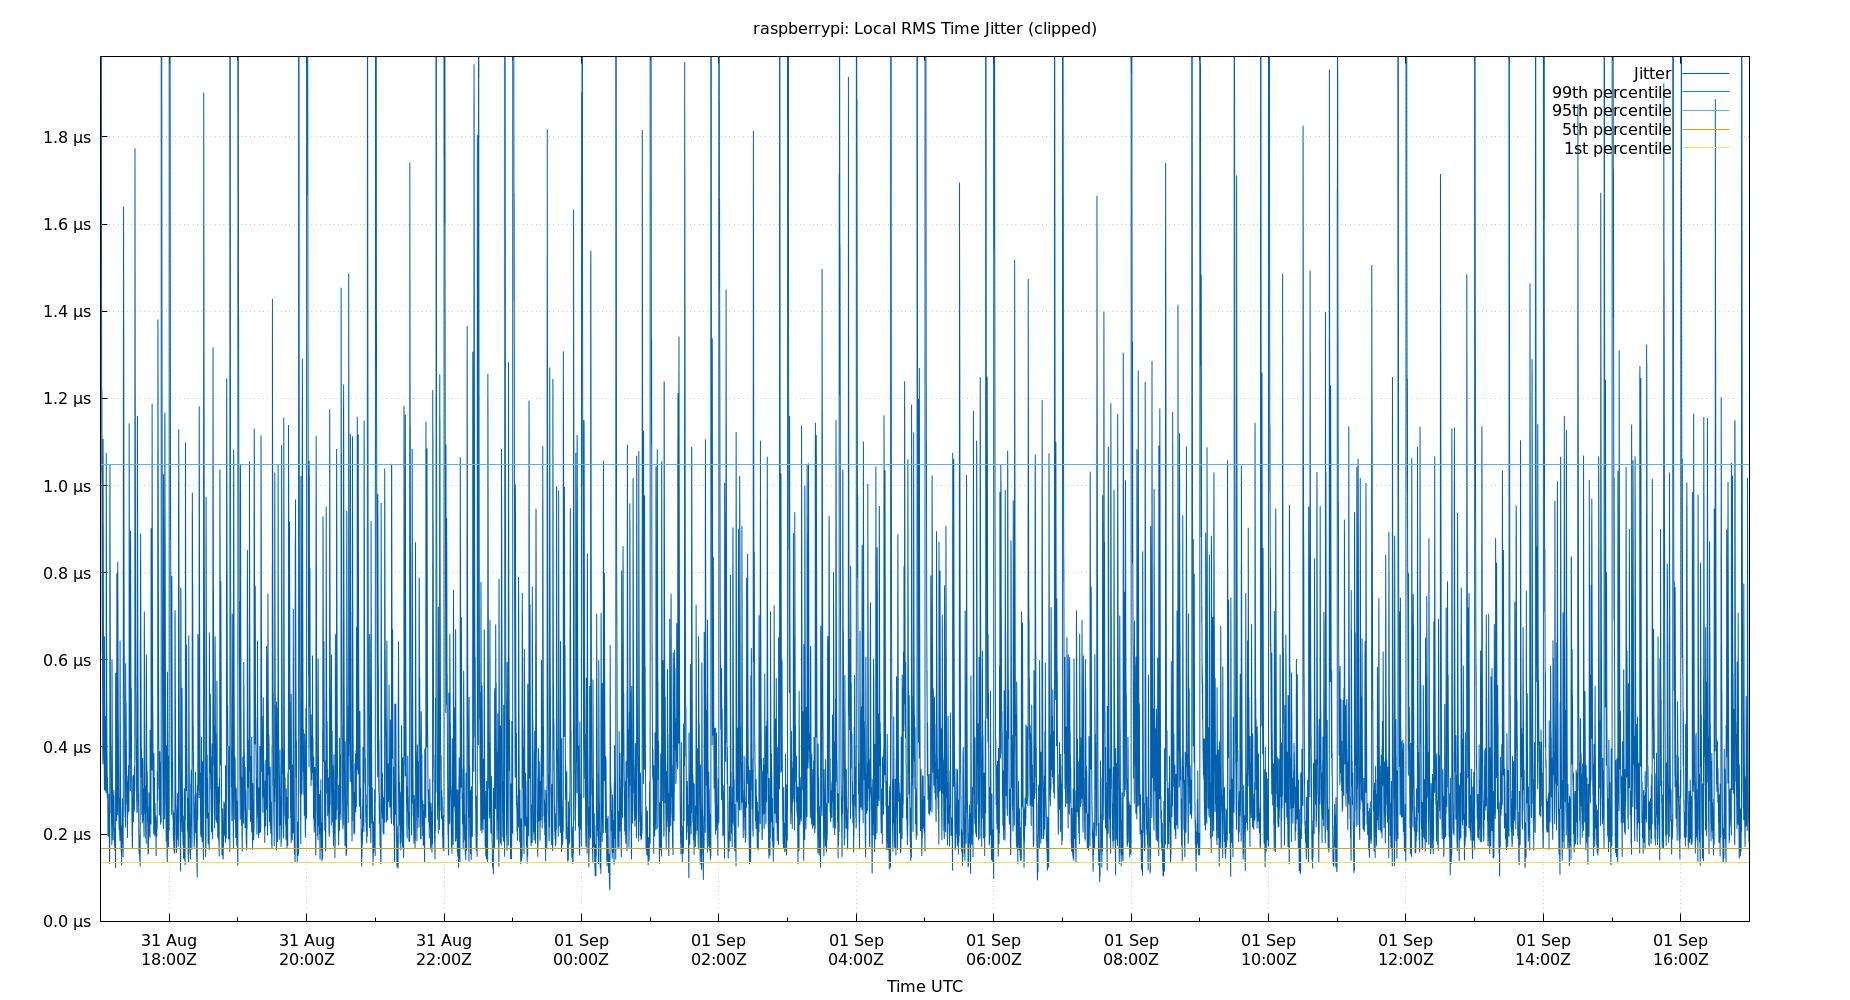 raspberrypi: Local RMS Time Jitter (clipped)
Jitter
99th percentile
95th percentile
5th percentile
1st percentile
1.8 µs
1.6 µs
1.4 µs
1.2 µs
1.0 µs
0.8 µs
0.6 µs
0.4 µs
0.2 µs
0.0 µs
31 Aug 31 Aug 31 Aug 01 Sep 01 Sep 01 Sep 01 Sep 01 Sep 01 Sep 01 Sep 01 Sep 01 Sep
18:00Z 20:00Z 22:00Z 00:00Z 02:00Z 04:00Z 06:00Z 08:00Z 10:00Z 12:00Z 14:00Z 16:00Z
Time UTC